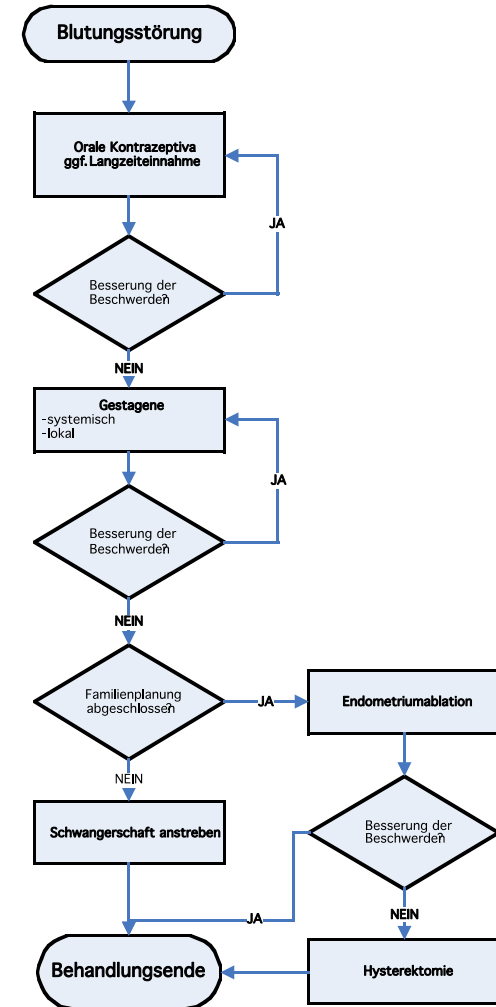 Blutungsstörung
Orale Kontrazeptiva
ggf. Langzeiteinnahme
JA
Besserung der
Beschwerden?
NEIN
Gestagene
-systemisch
-lokal
JA
Besserung der
Beschwerden?
NEIN
Familienplanung
abgeschlossen?
JA
Endometriumablation
NEIN
Schwangerschaft anstreben
Besserung der
Beschwerden?
JA
NEIN
Behandlungsende
Hysterektomie